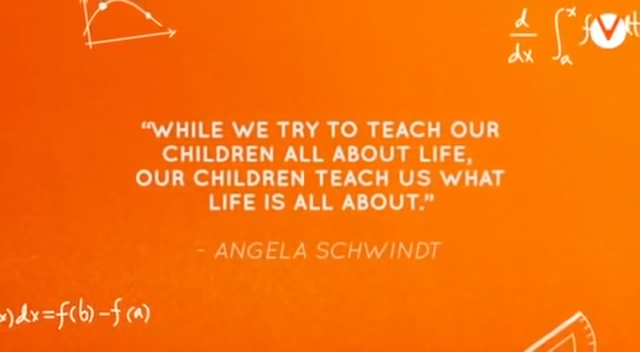 d/dx ∫ₐˣ f
“WHILE WE TRY TO TEACH OUR
CHILDREN ALL ABOUT LIFE,
OUR CHILDREN TEACH US WHAT
LIFE IS ALL ABOUT.”
- ANGELA SCHWINDT
x)dx=f(b)-f(a)